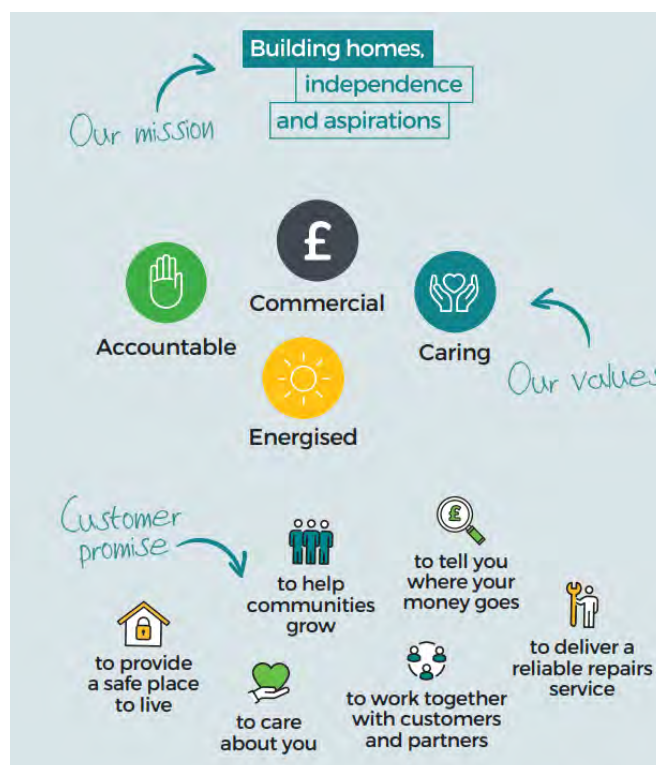 Building homes,
independence
and aspirations
Our mission
£
Commercial
Accountable
Caring
Our values
Energised
Customer
promise
to help
communities
grow
£
to tell you
where your
money goes
to provide
a safe place
to live
to care
about you
to work together
with customers
and partners
to deliver a
reliable repairs
service